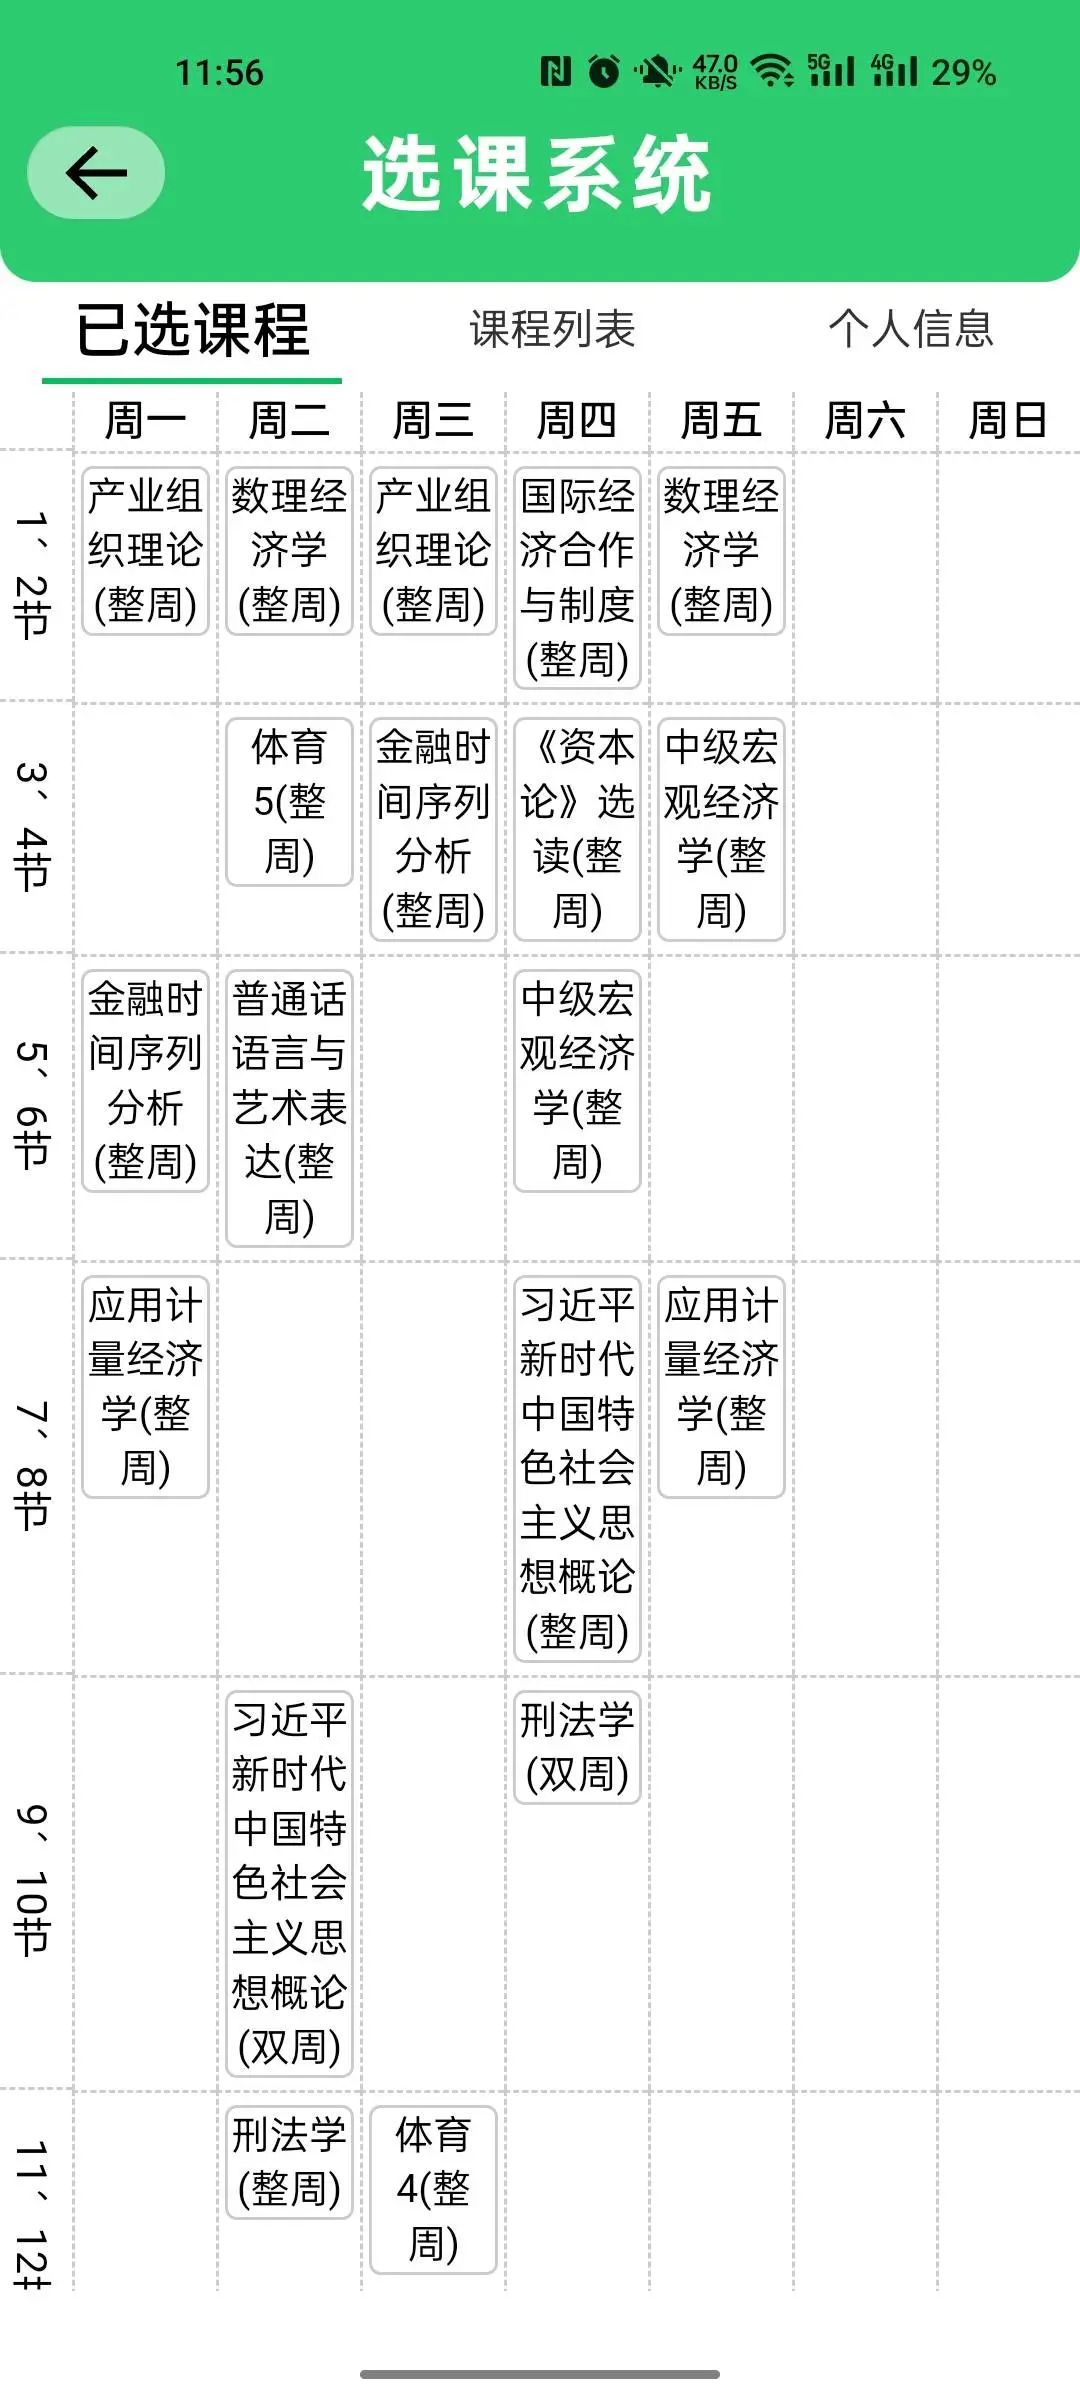 11:56
47.0
KB/S
5G
4G
29%
选课系统
已选课程
课程列表
个人信息
周一
周二
周三
周四
周五
周六
周日
1、2节
产业组
织理论
(整周)
数理经
济学
(整周)
产业组
织理论
(整周)
国际经
济合作
与制度
(整周)
数理经
济学
(整周)
3、4节
体育
5(整
周)
金融时
间序列
分析
(整周)
《资本
论》选
读(整
周)
中级宏
观经济
学(整
周)
5、6节
金融时
间序列
分析
(整周)
普通话
语言与
艺术表
达(整
周)
中级宏
观经济
学(整
周)
7、8节
应用计
量经济
学(整
周)
习近平
新时代
中国特
色社会
主义思
想概论
(整周)
应用计
量经济
学(整
周)
9、10节
习近平
新时代
中国特
色社会
主义思
想概论
(双周)
刑法学
(双周)
11、12
刑法学
(整周)
体育
4(整
周)